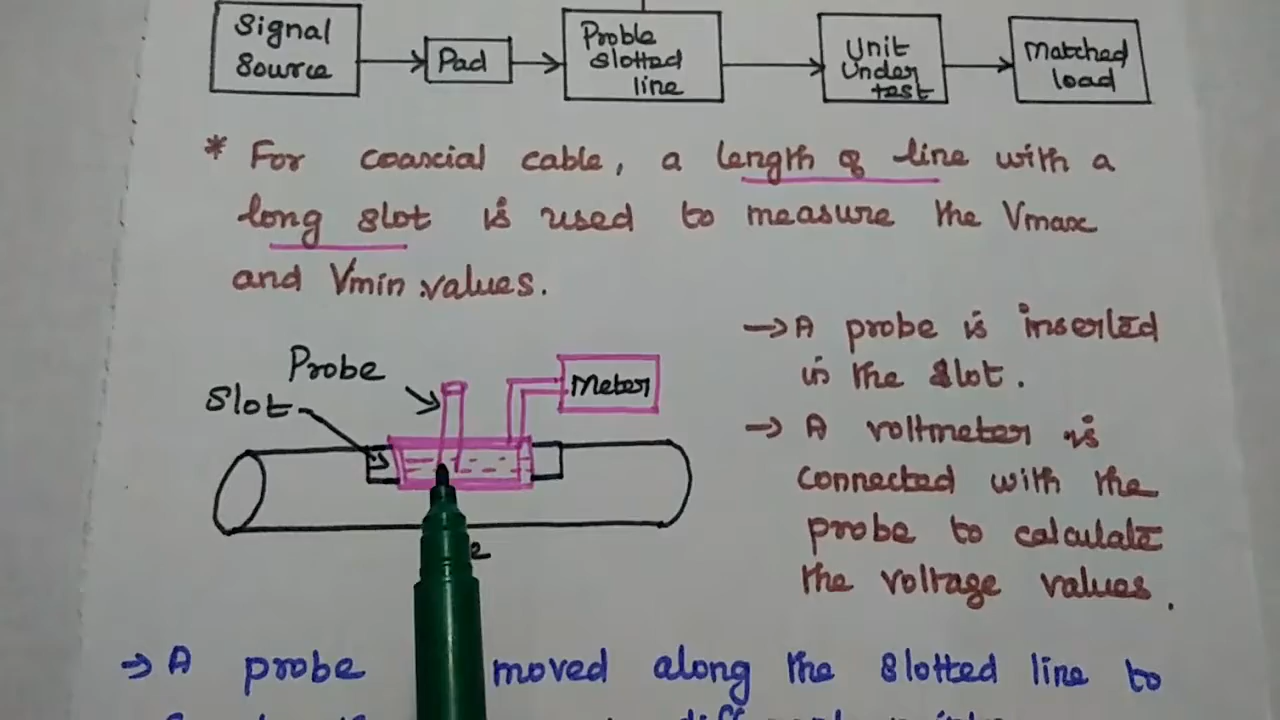 Signal
Source
Pad
Proble
slotted
line
Unit
Under
test
Matched
load
* For coaxial cable, a length of line with a
long slot is used to measure the Vmax
and Vmin values.
Probe
Slot
Meter
→ A probe is inserted
in the slot.
→ A voltmeter is
connected with the
probe to calculate
the voltage values.
→ A probe moved along the slotted line to